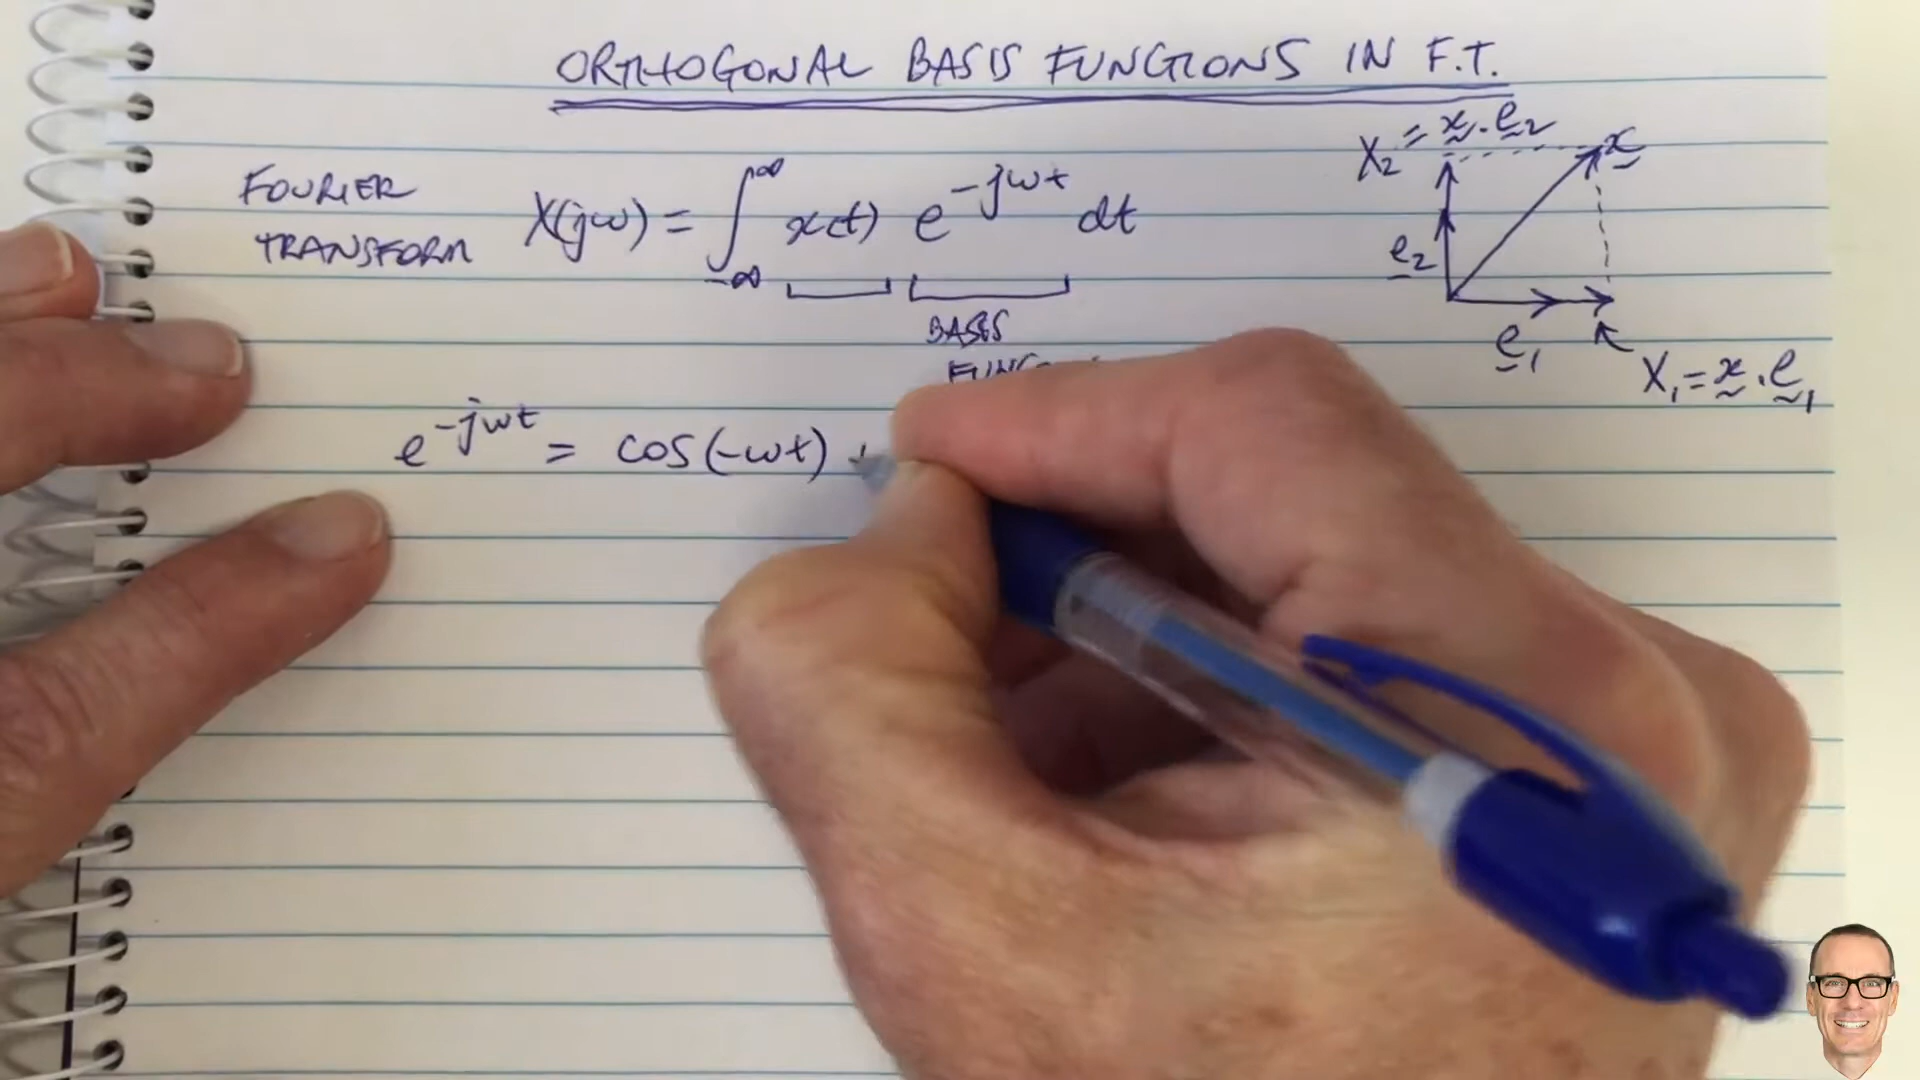 ORTHOGONAL BASIS FUNCTIONS IN F.T.
FOURIER
TRANSFORM
X(jω) = ∫_{-∞}^{∞} x(t) e^{-jωt} dt
BASIS
e^{-jωt} = cos(-ωt) +
X₂ = x . e₂
x
e₂
e₁
X₁ = x . e₁